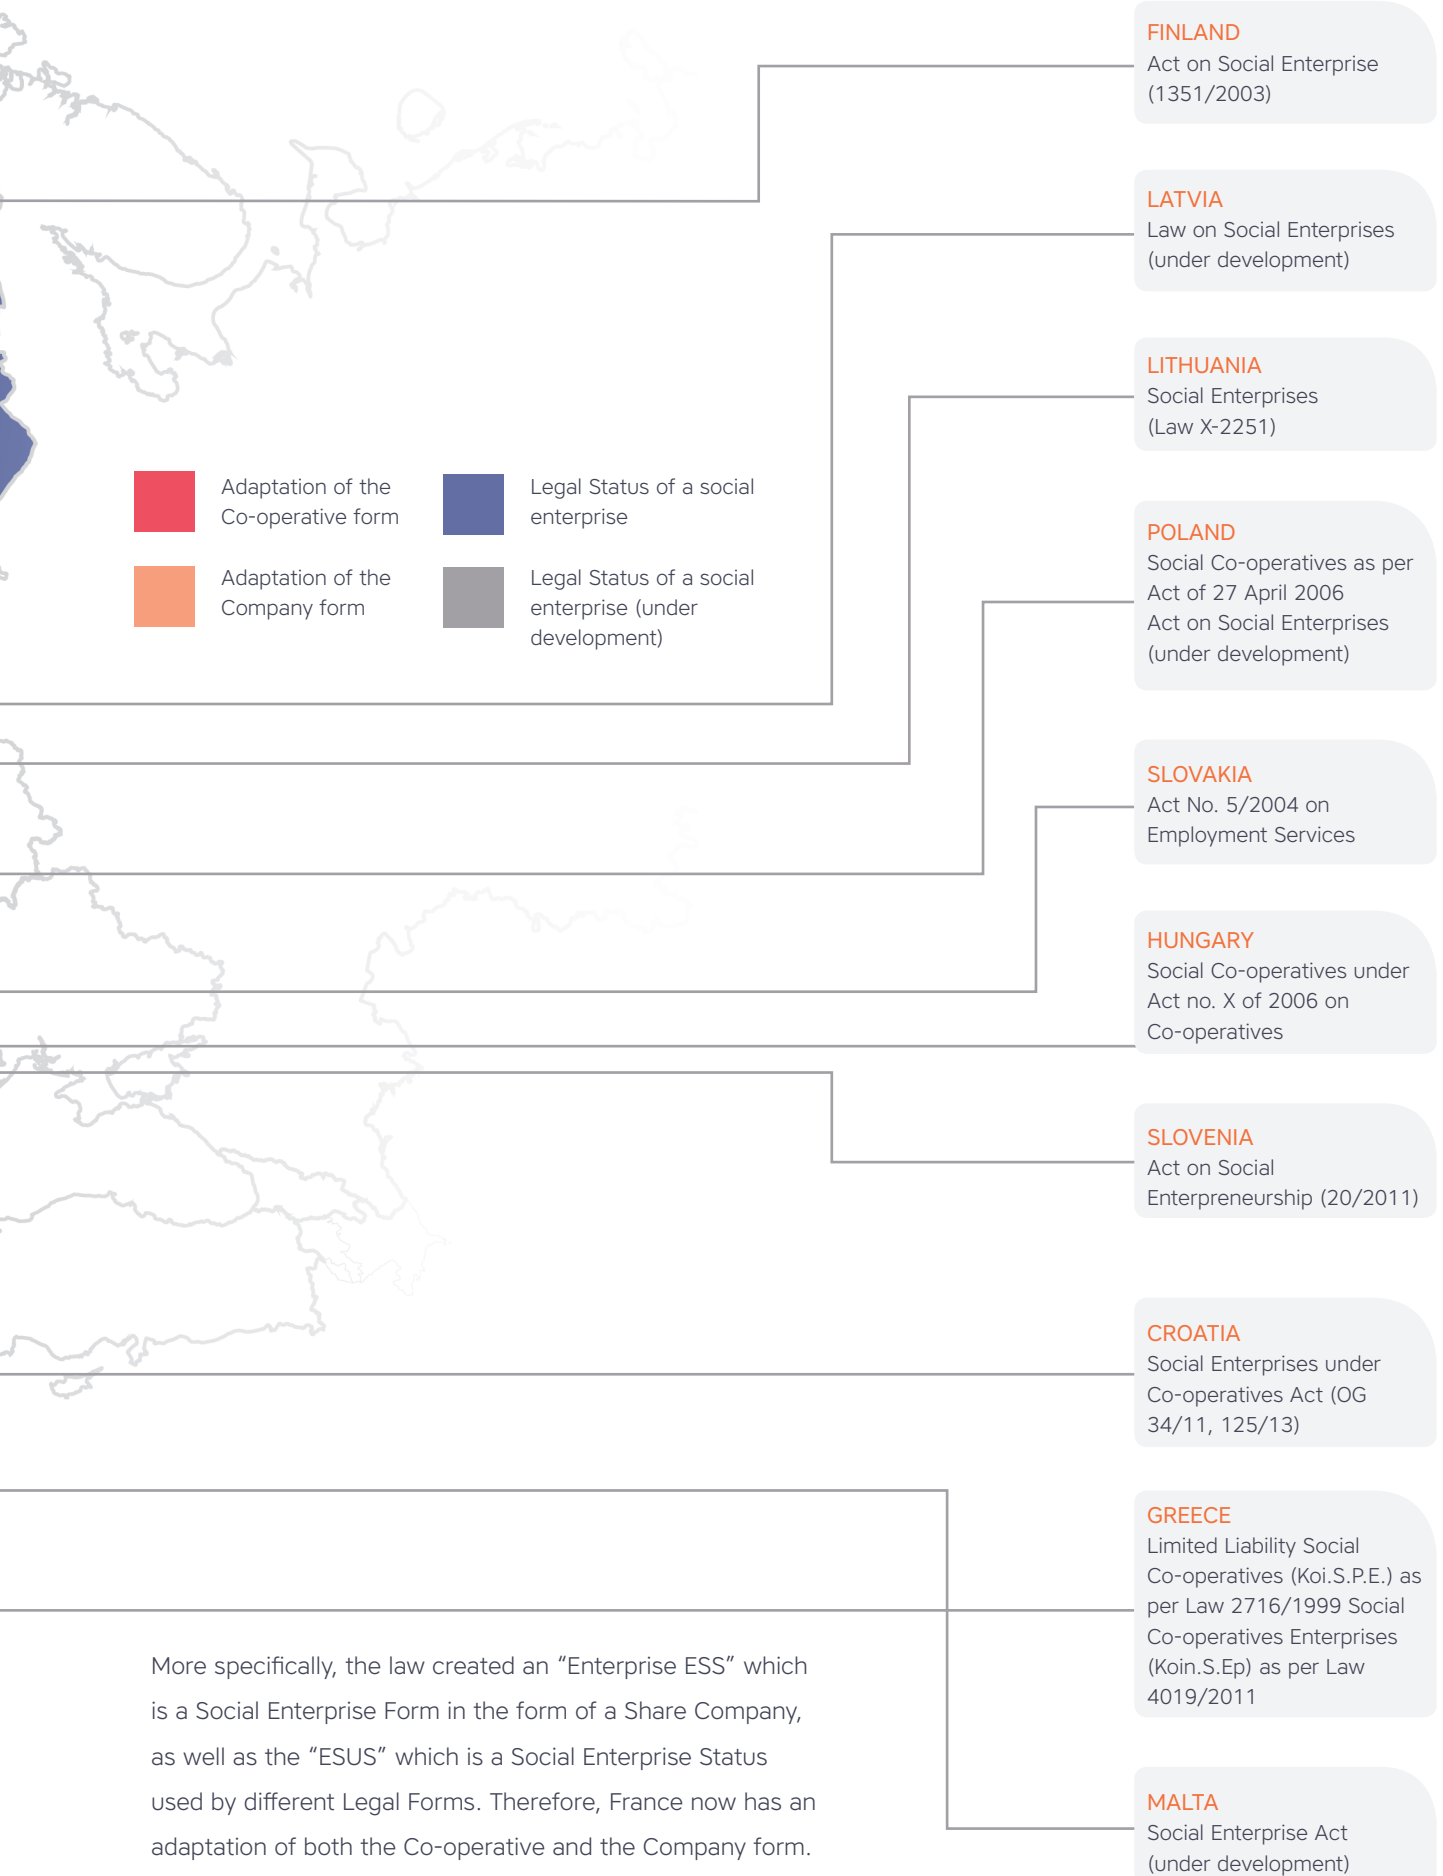 FINLAND
Act on Social Enterprise
(1351/2003)
LATVIA
Law on Social Enterprises
(under development)
LITHUANIA
Social Enterprises
(Law X-2251)
Adaptation of the
Co-operative form
Legal Status of a social
enterprise
Adaptation of the
Company form
Legal Status of a social
enterprise (under
development)
POLAND
Social Co-operatives as per
Act of 27 April 2006
Act on Social Enterprises
(under development)
SLOVAKIA
Act No. 5/2004 on
Employment Services
HUNGARY
Social Co-operatives under
Act no. X of 2006 on
Co-operatives
SLOVENIA
Act on Social
Enterpreneurship (20/2011)
CROATIA
Social Enterprises under
Co-operatives Act (OG
34/11, 125/13)
GREECE
Limited Liability Social
Co-operatives (Koi.S.P.E.) as
per Law 2716/1999 Social
Co-operatives Enterprises
(Koin.S.Ep) as per Law
4019/2011
More specifically, the law created an “Enterprise ESS” which
is a Social Enterprise Form in the form of a Share Company,
as well as the “ESUS” which is a Social Enterprise Status
used by different Legal Forms. Therefore, France now has an
adaptation of both the Co-operative and the Company form.
MALTA
Social Enterprise Act
(under development)